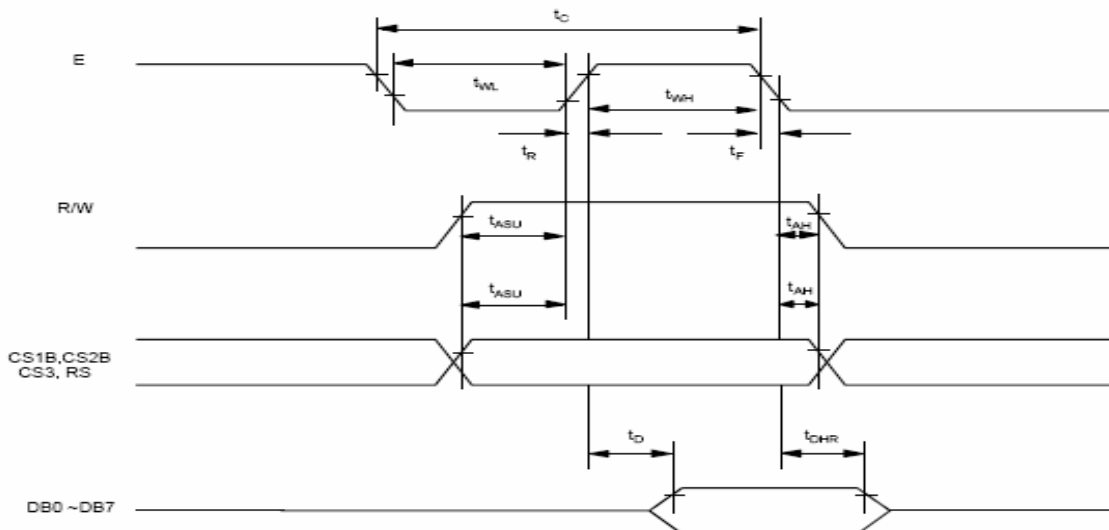 tC
E
tWL
tWH
tR
tF
R/W
tASU
tAH
tASU
tAH
CS1B,CS2B
CS3, RS
tD
tDHR
DB0 ~DB7